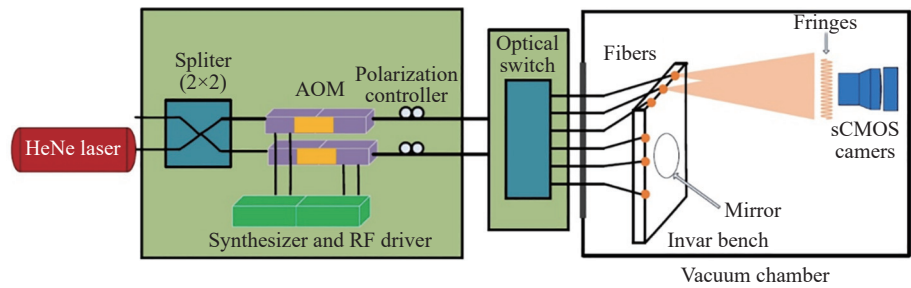 HeNe laser
Spliter
(2×2)
AOM
Polarization
controller
Synthesizer and RF driver
Optical
switch
Fibers
Fringes
sCMOS
camers
Mirror
Invar bench
Vacuum chamber